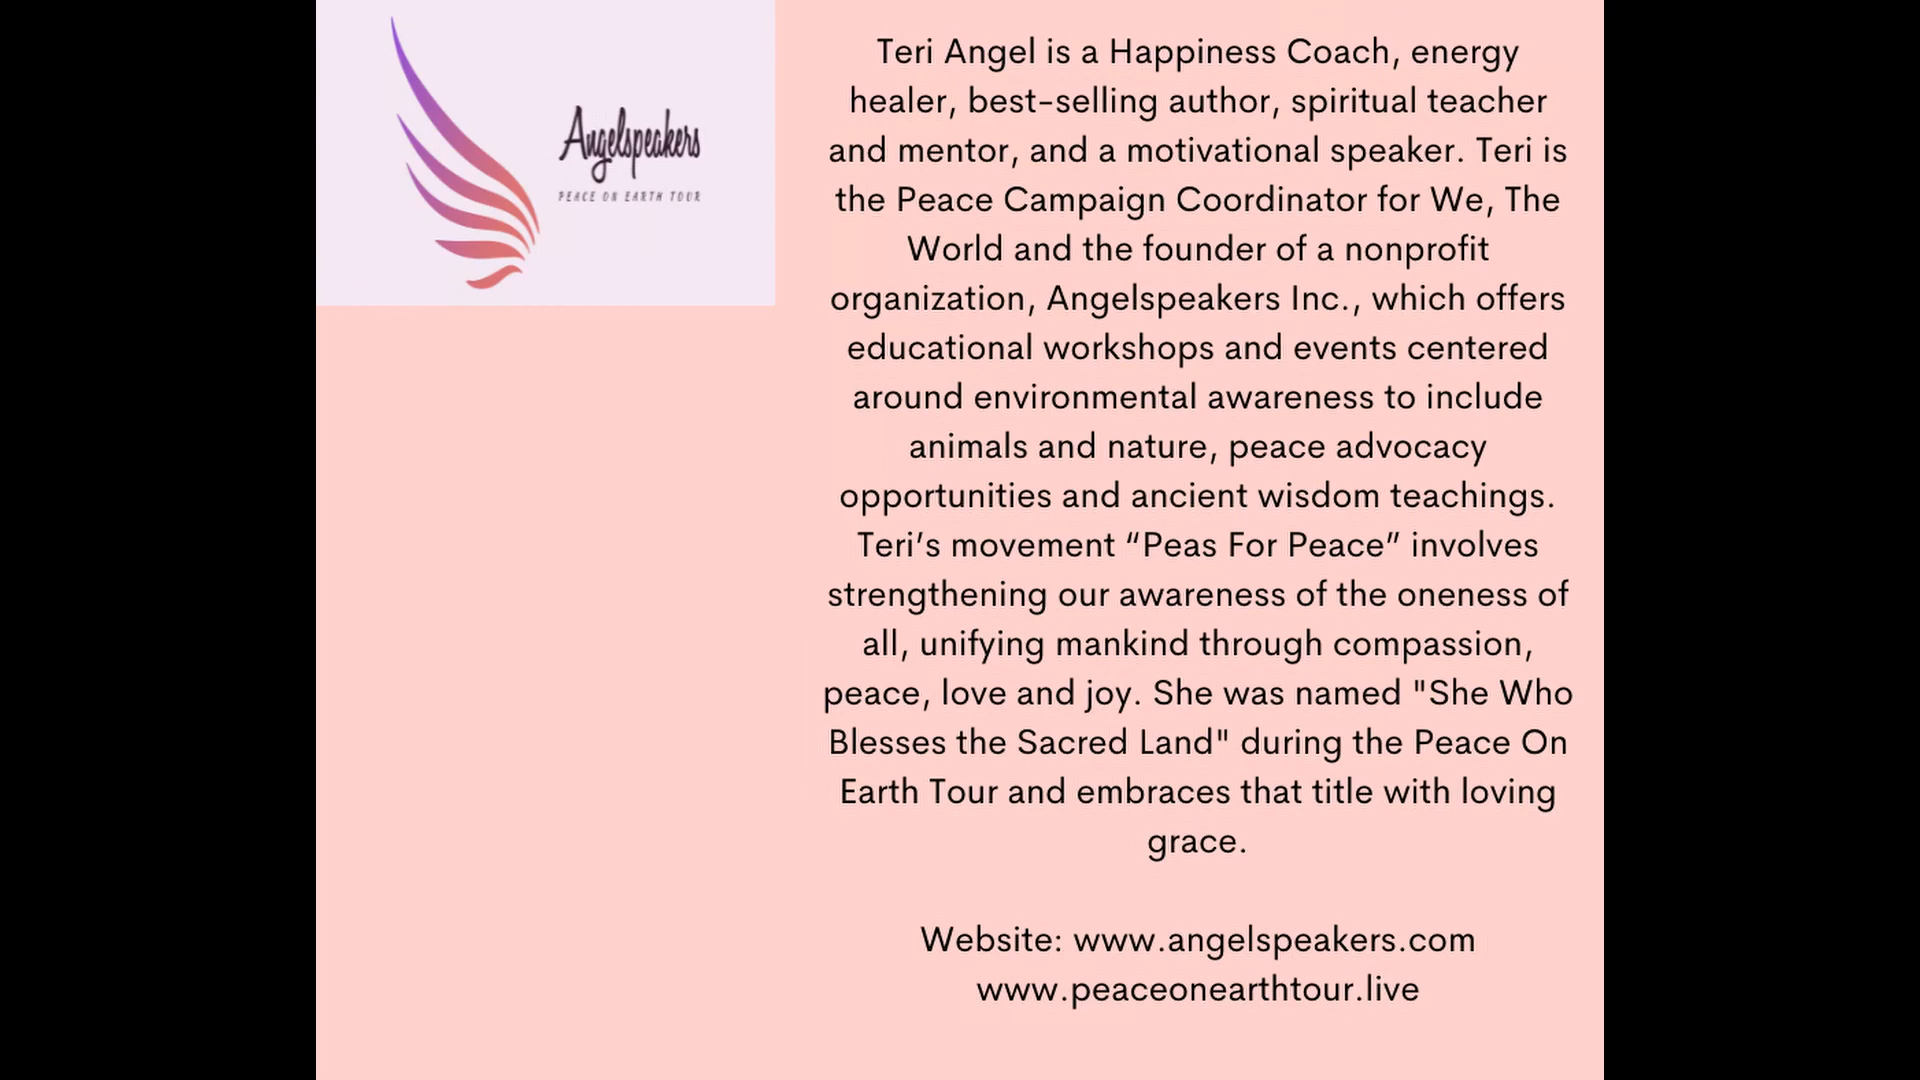 Angelspeakers
PEACE ON EARTH TOUR
Teri Angel is a Happiness Coach, energy
healer, best-selling author, spiritual teacher
and mentor, and a motivational speaker. Teri is
the Peace Campaign Coordinator for We, The
World and the founder of a nonprofit
organization, Angelspeakers Inc., which offers
educational workshops and events centered
around environmental awareness to include
animals and nature, peace advocacy
opportunities and ancient wisdom teachings.
Teri’s movement “Peas For Peace” involves
strengthening our awareness of the oneness of
all, unifying mankind through compassion,
peace, love and joy. She was named "She Who
Blesses the Sacred Land" during the Peace On
Earth Tour and embraces that title with loving
grace.
Website: www.angelspeakers.com
www.peaceonearthtour.live